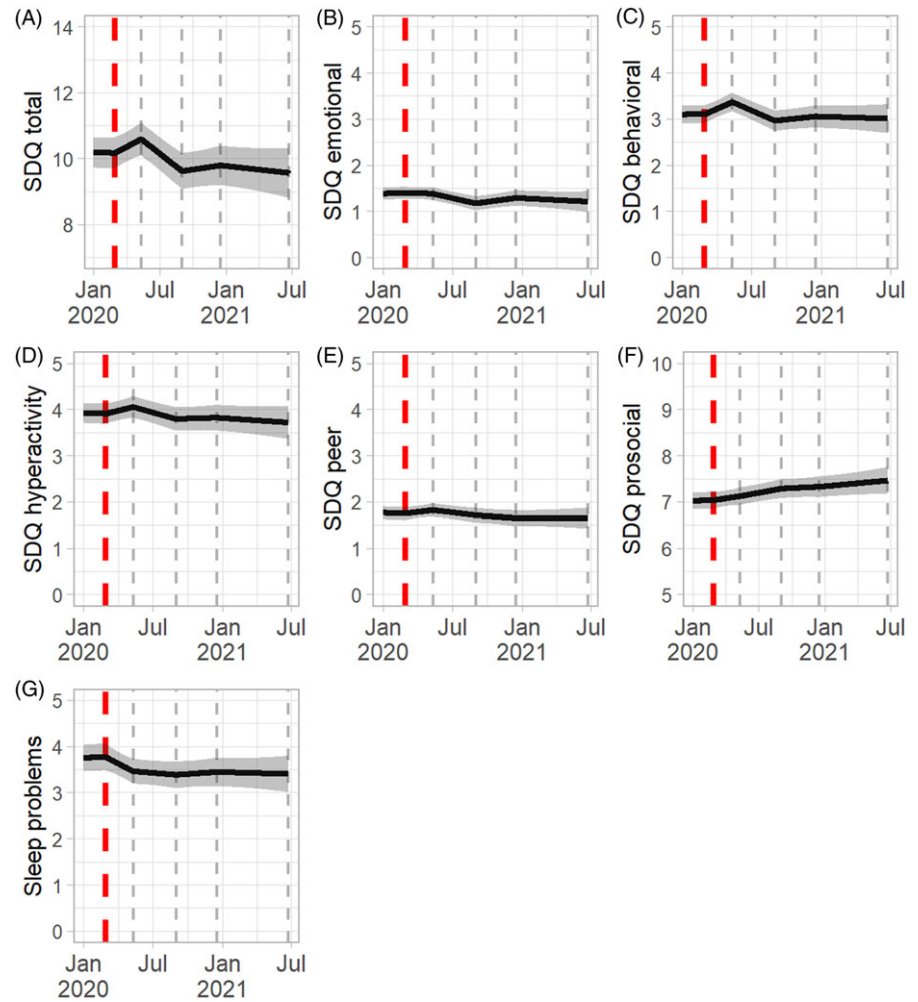 (A)
SDQ total
14
12
10
8
Jan
2020
Jul
Jan
2021
Jul
(B)
SDQ emotional
5
4
3
2
1
0
Jan
2020
Jul
Jan
2021
Jul
(C)
SDQ behavioral
5
4
3
2
1
0
Jan
2020
Jul
Jan
2021
Jul
(D)
SDQ hyperactivity
5
4
3
2
1
0
Jan
2020
Jul
Jan
2021
Jul
(E)
SDQ peer
5
4
3
2
1
0
Jan
2020
Jul
Jan
2021
Jul
(F)
SDQ prosocial
10
9
8
7
6
5
Jan
2020
Jul
Jan
2021
Jul
(G)
Sleep problems
5
4
3
2
1
0
Jan
2020
Jul
Jan
2021
Jul